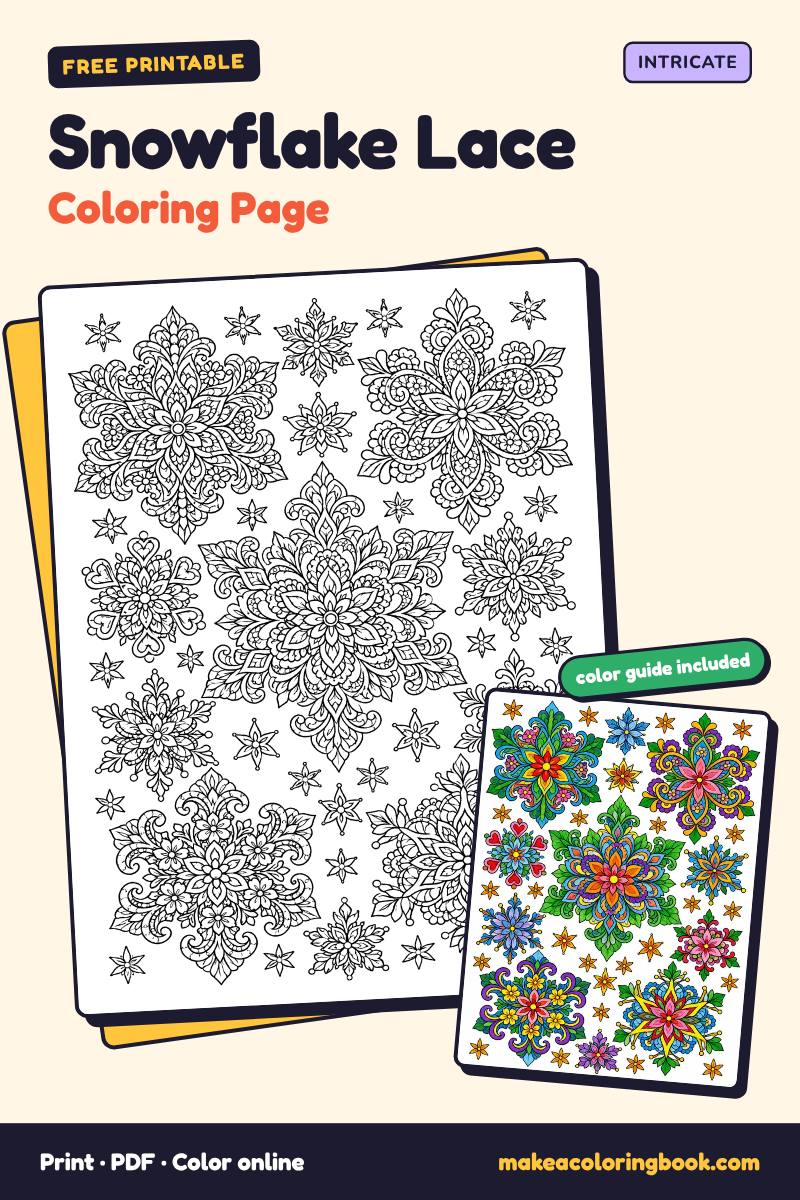 FREE PRINTABLE
INTRICATE
Snowflake Lace
Coloring Page
color guide included
Print · PDF · Color online
makeacoloringbook.com